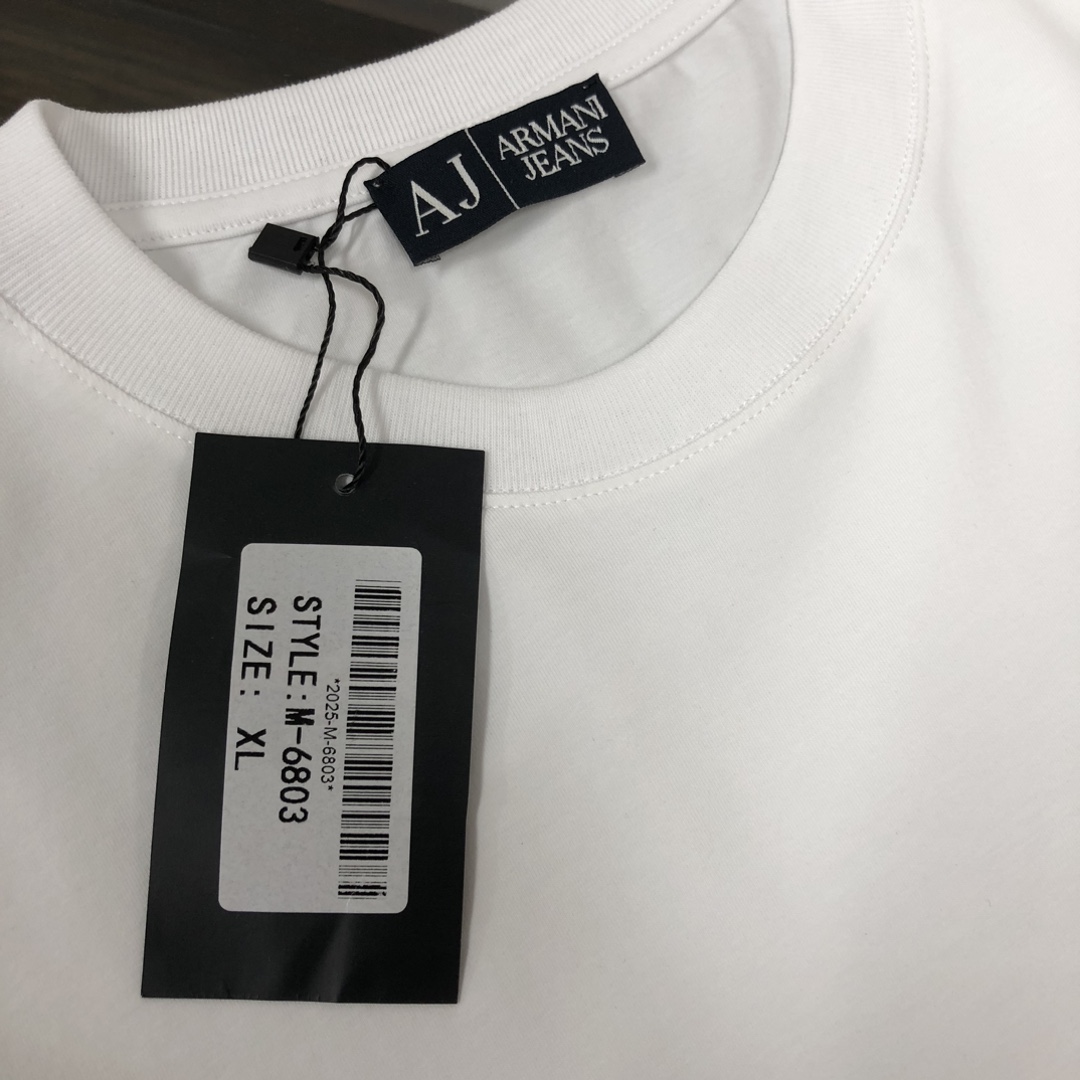 AJ
ARMANI
JEANS
*2025-M-6803*
STYLE:M-6803
SIZE: XL